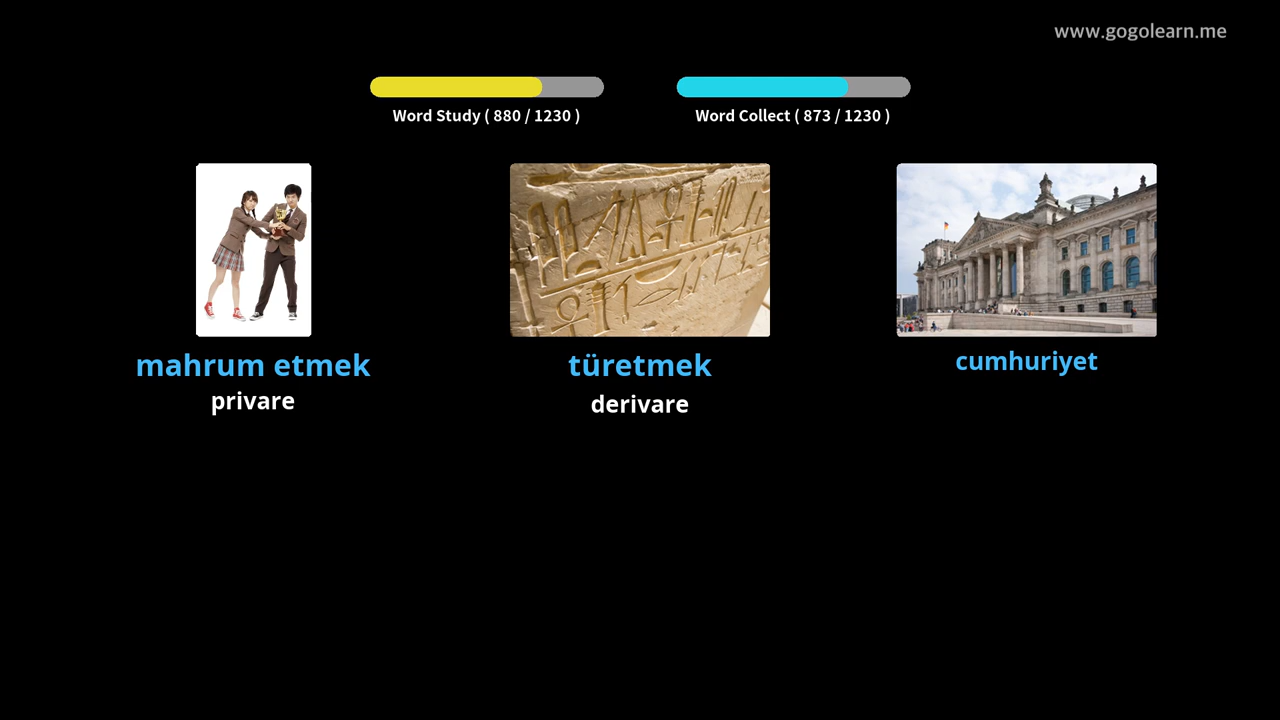 www.gogolearn.me
Word Study ( 880 / 1230 )
Word Collect ( 873 / 1230 )
mahrum etmek
privare
türetmek
derivare
cumhuriyet